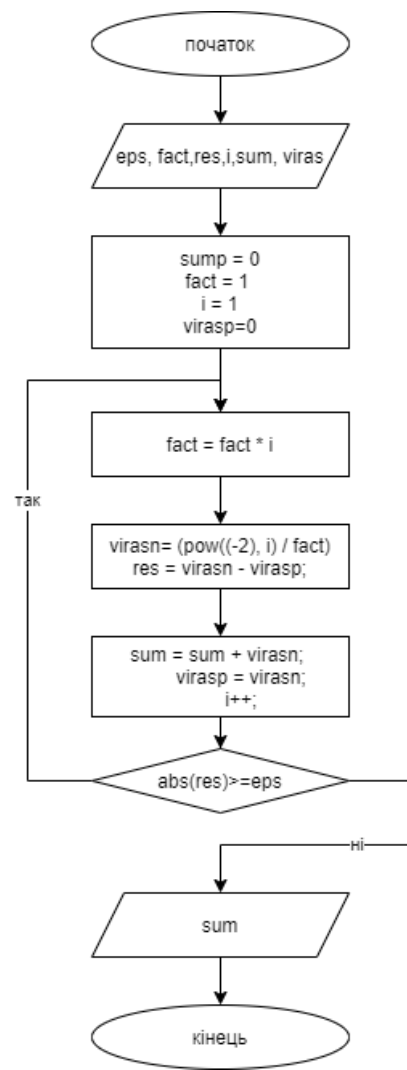 початок
eps, fact,res,i,sum, viras
sump = 0
fact = 1
i = 1
virasp=0
fact = fact * i
так
virasn= (pow((-2), i) / fact)
res = virasn - virasp;
sum = sum + virasn;
virasp = virasn;
i++;
abs(res)>=eps
ні
sum
кінець